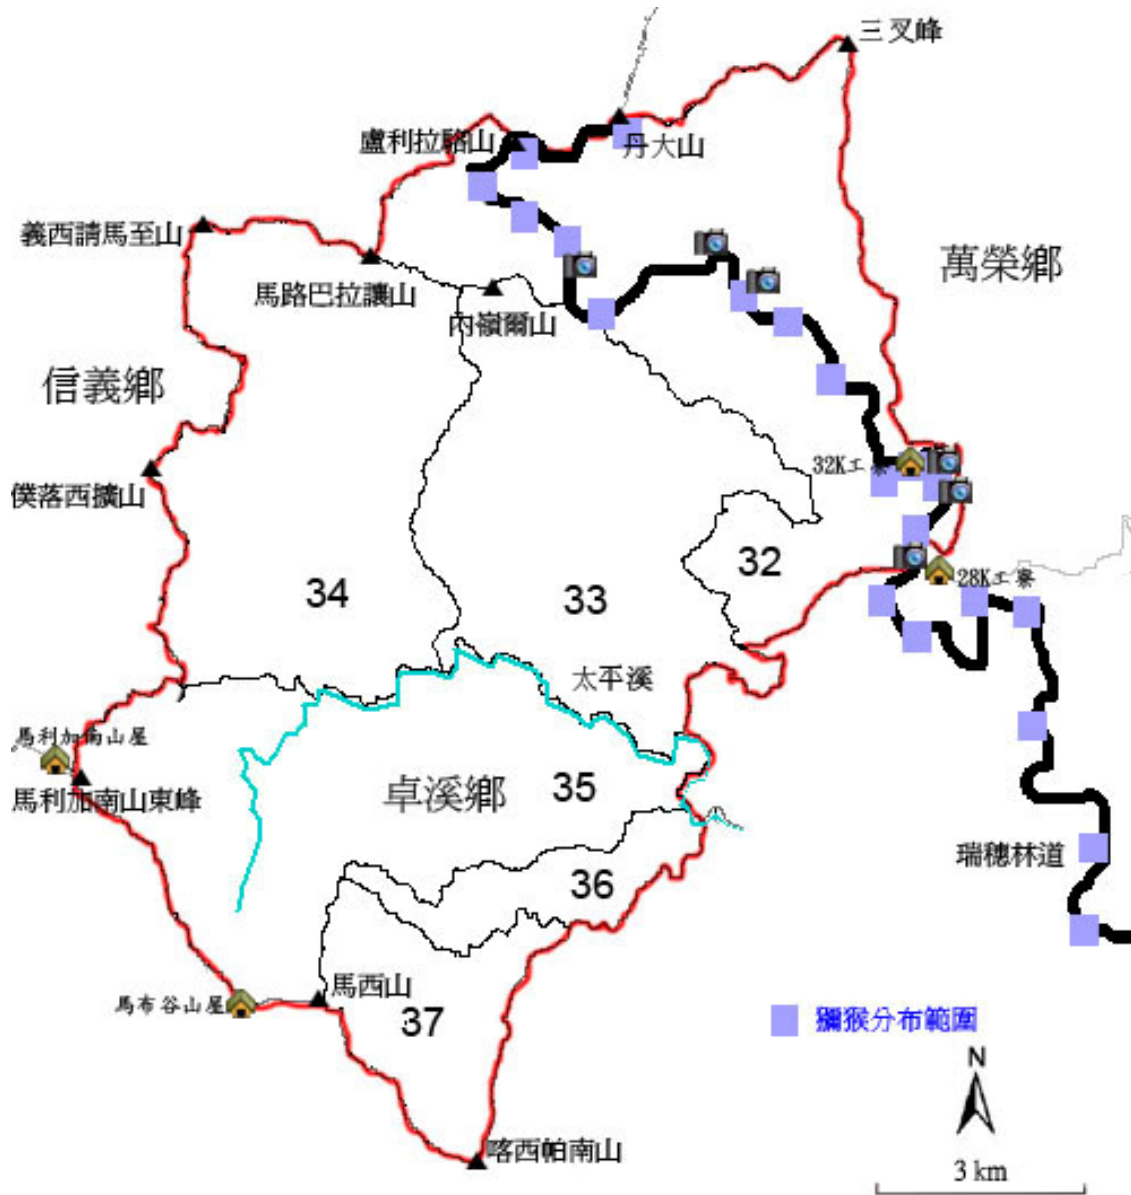 三叉峰
盧利拉駱山
丹大山
義西請馬至山
萬榮鄉
馬路巴拉讓山
內嶺爾山
信義鄉
32K工寮
僕落西擴山
32
28K工寮
34
33
太平溪
馬利加南山屋
馬利加南山東峰
卓溪鄉
35
瑞穗林道
36
馬布谷山屋
馬西山
獼猴分布範圍
37
N
喀西帕南山
3 km